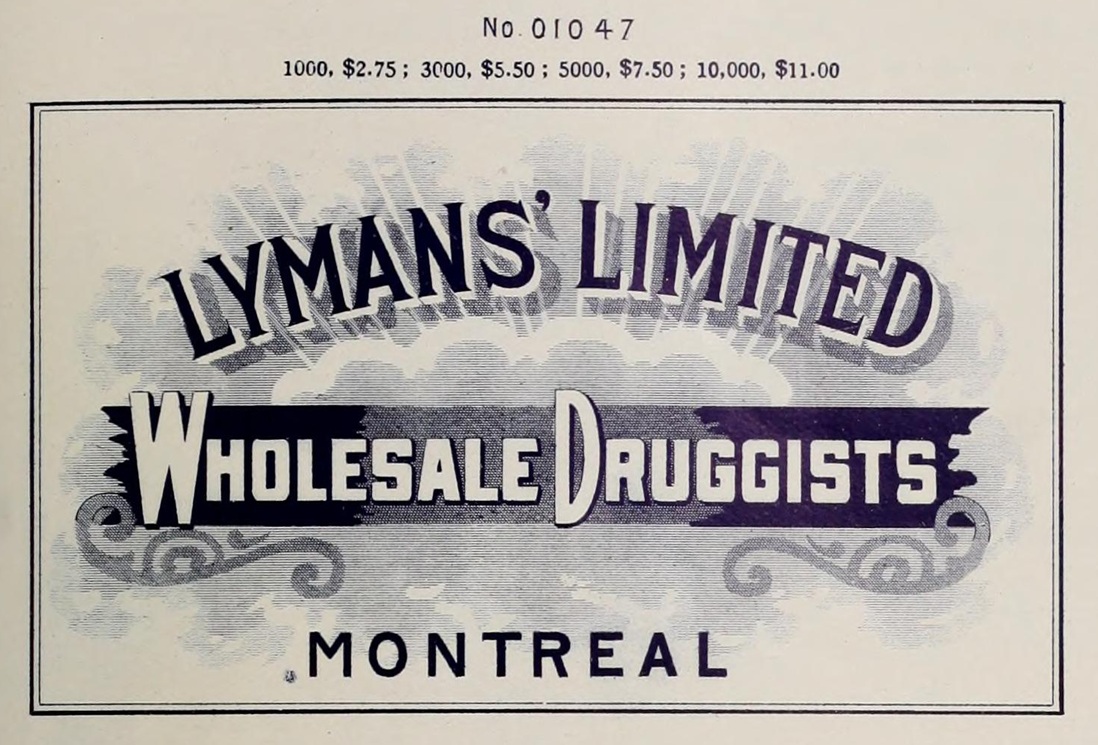 No. 01047
1000, $2.75; 3000, $5.50; 5000, $7.50; 10,000, $11.00
LYMANS' LIMITED
WHOLESALE DRUGGISTS
MONTREAL